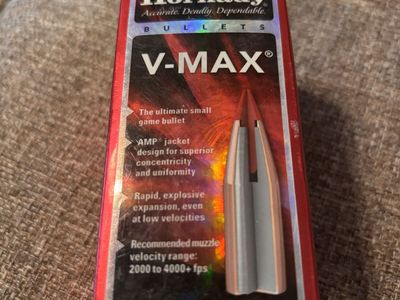 Hornady
Accurate. Deadly. Dependable.
BULLETS
V-MAX®
The ultimate small
game bullet
AMP® jacket
design for superior
concentricity
and uniformity
Rapid, explosive
expansion, even
at low velocities
Recommended muzzle
velocity range:
2000 to 4000+ fps